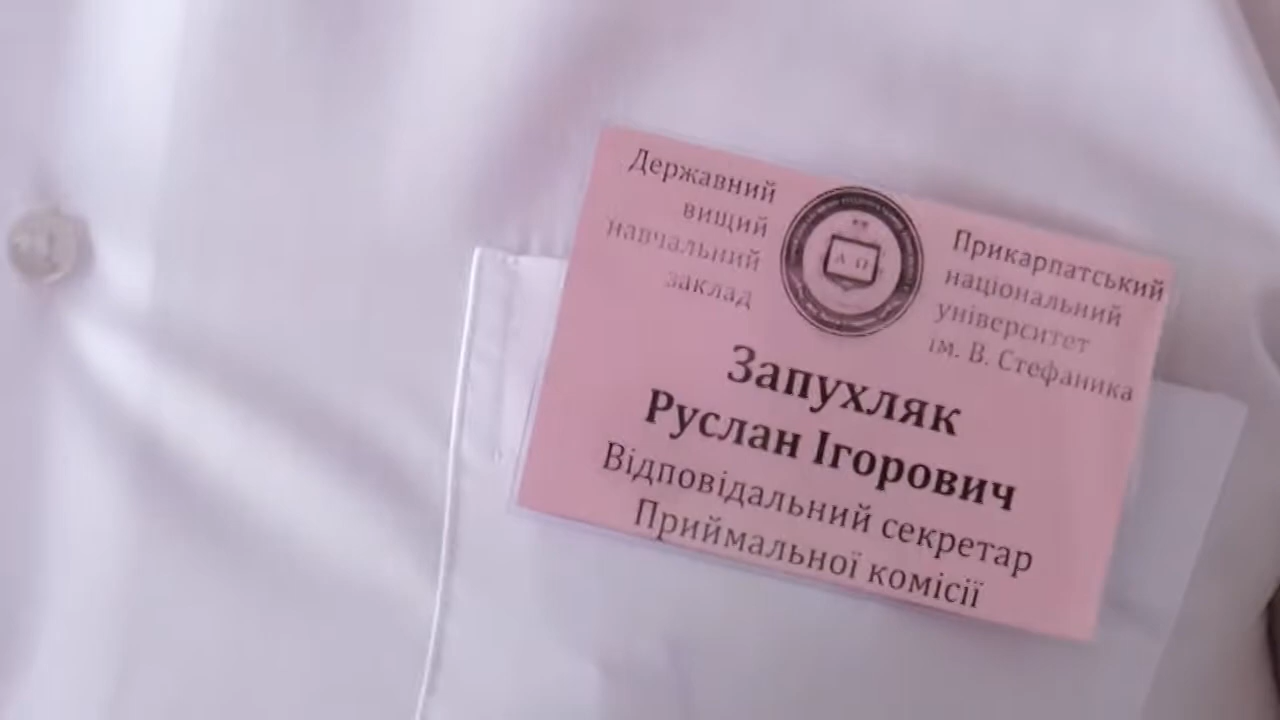 Державний
вищий
навчальний
заклад
А Ω
Прикарпатський
національний
університет
ім. В. Стефаника
Запухляк
Руслан Ігорович
Відповідальний секретар
Приймальної комісії